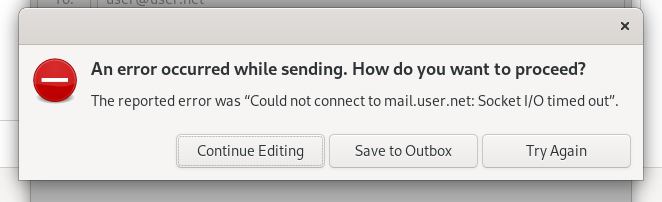 To: user@user.net
×
An error occurred while sending. How do you want to proceed?
The reported error was “Could not connect to mail.user.net: Socket I/O timed out”.
Continue Editing Save to Outbox Try Again